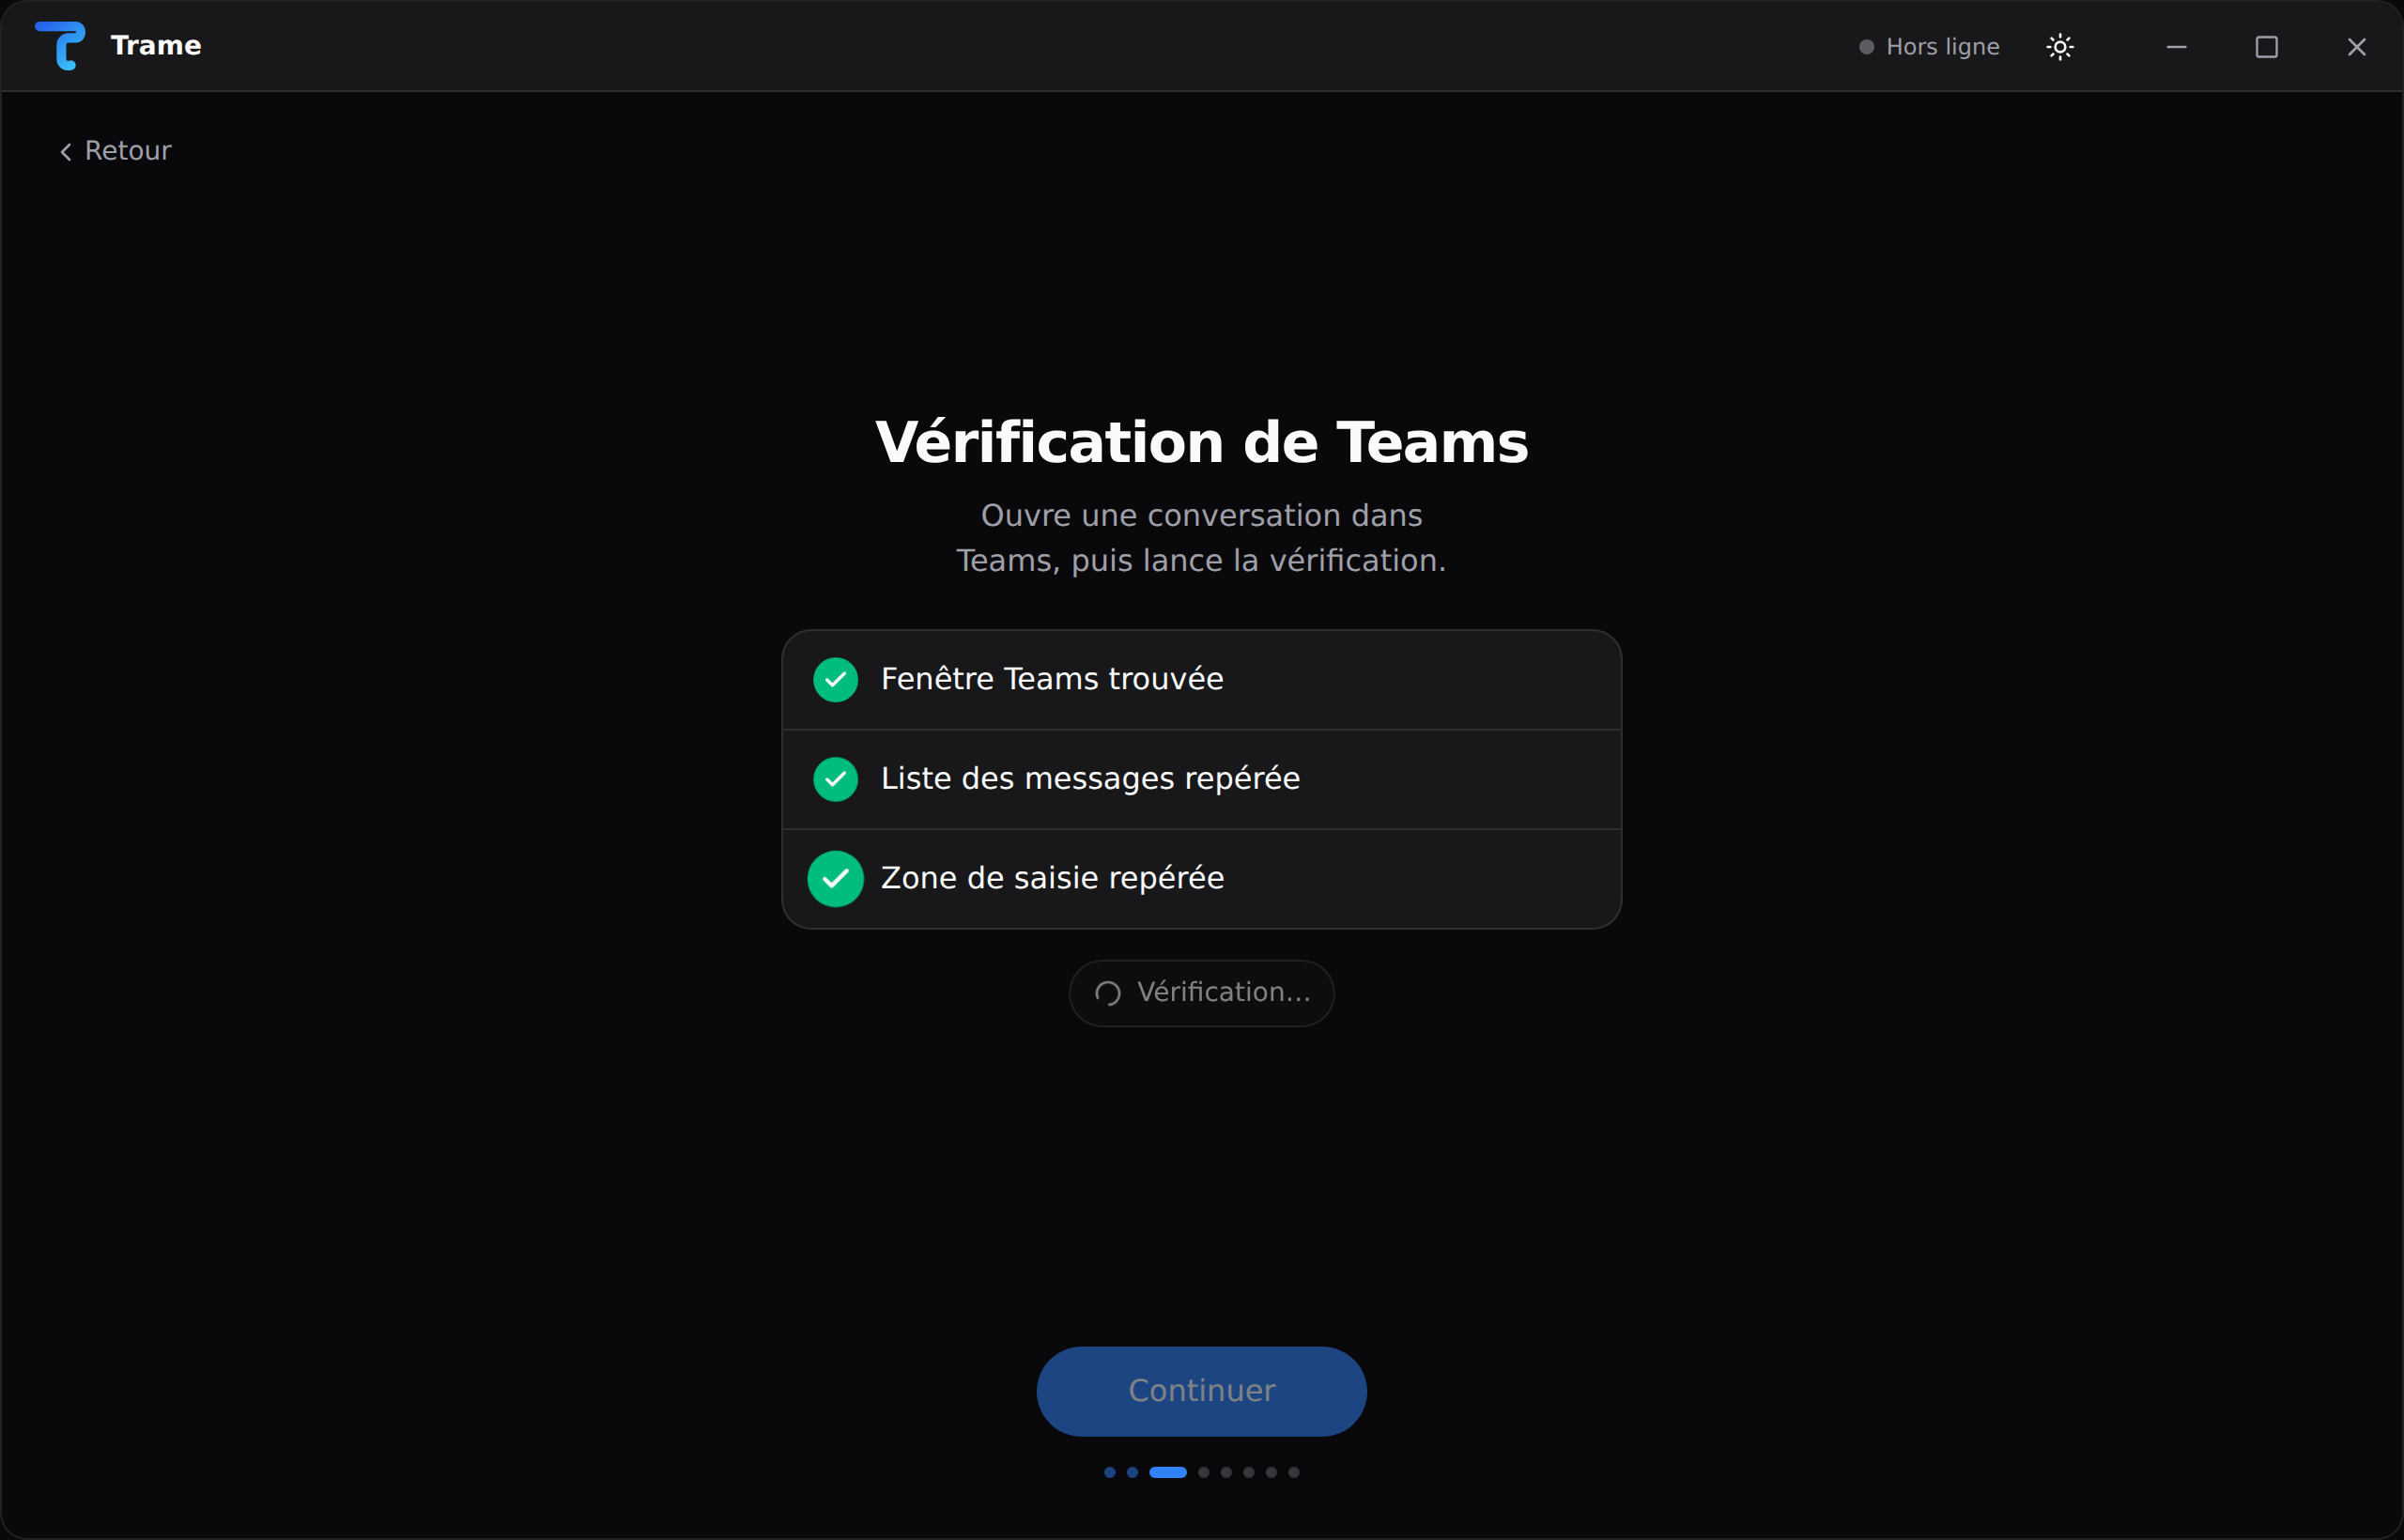 Trame
Hors ligne
Retour
Vérification de Teams
Ouvre une conversation dans
Teams, puis lance la vérification.
Fenêtre Teams trouvée
Liste des messages repérée
Zone de saisie repérée
Vérification...
Continuer